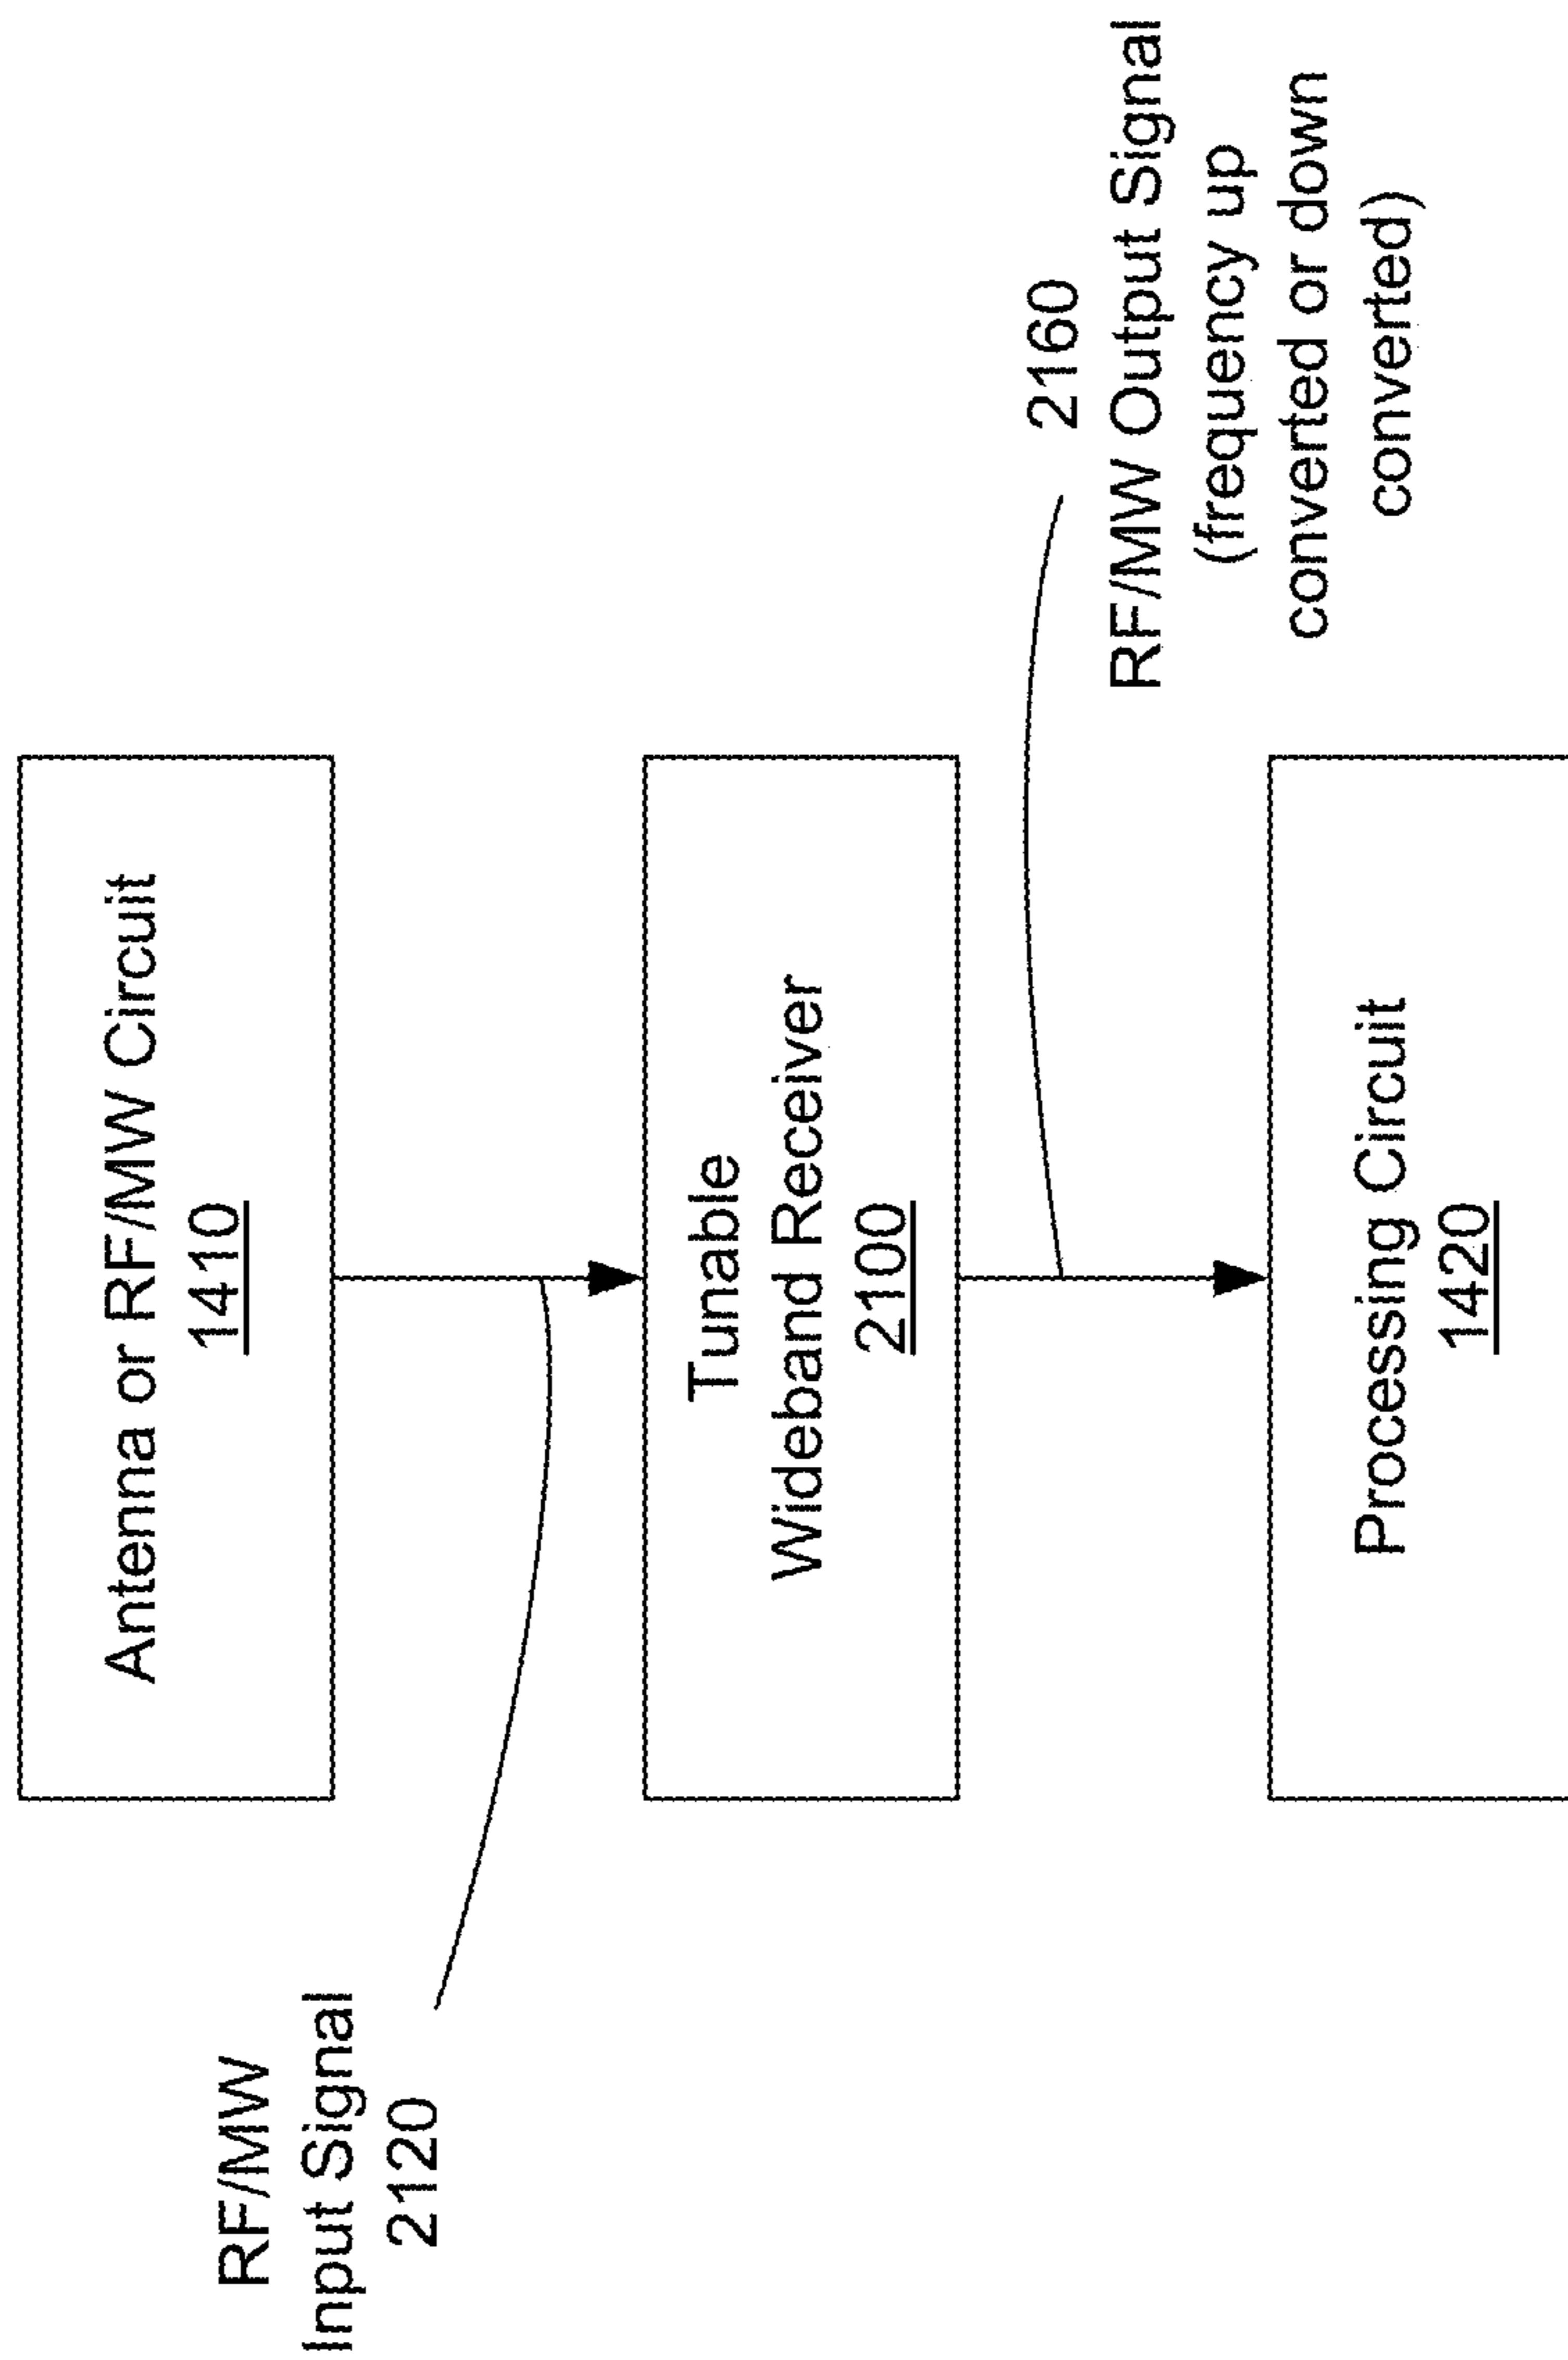 Antenna or RF/MW Circuit
1410
RF/MW
Input Signal
2120
Tunable
Wideband Receiver
2100
2160
RF/MW Output Signal
(frequency up
converted or down
converted)
Processing Circuit
1420